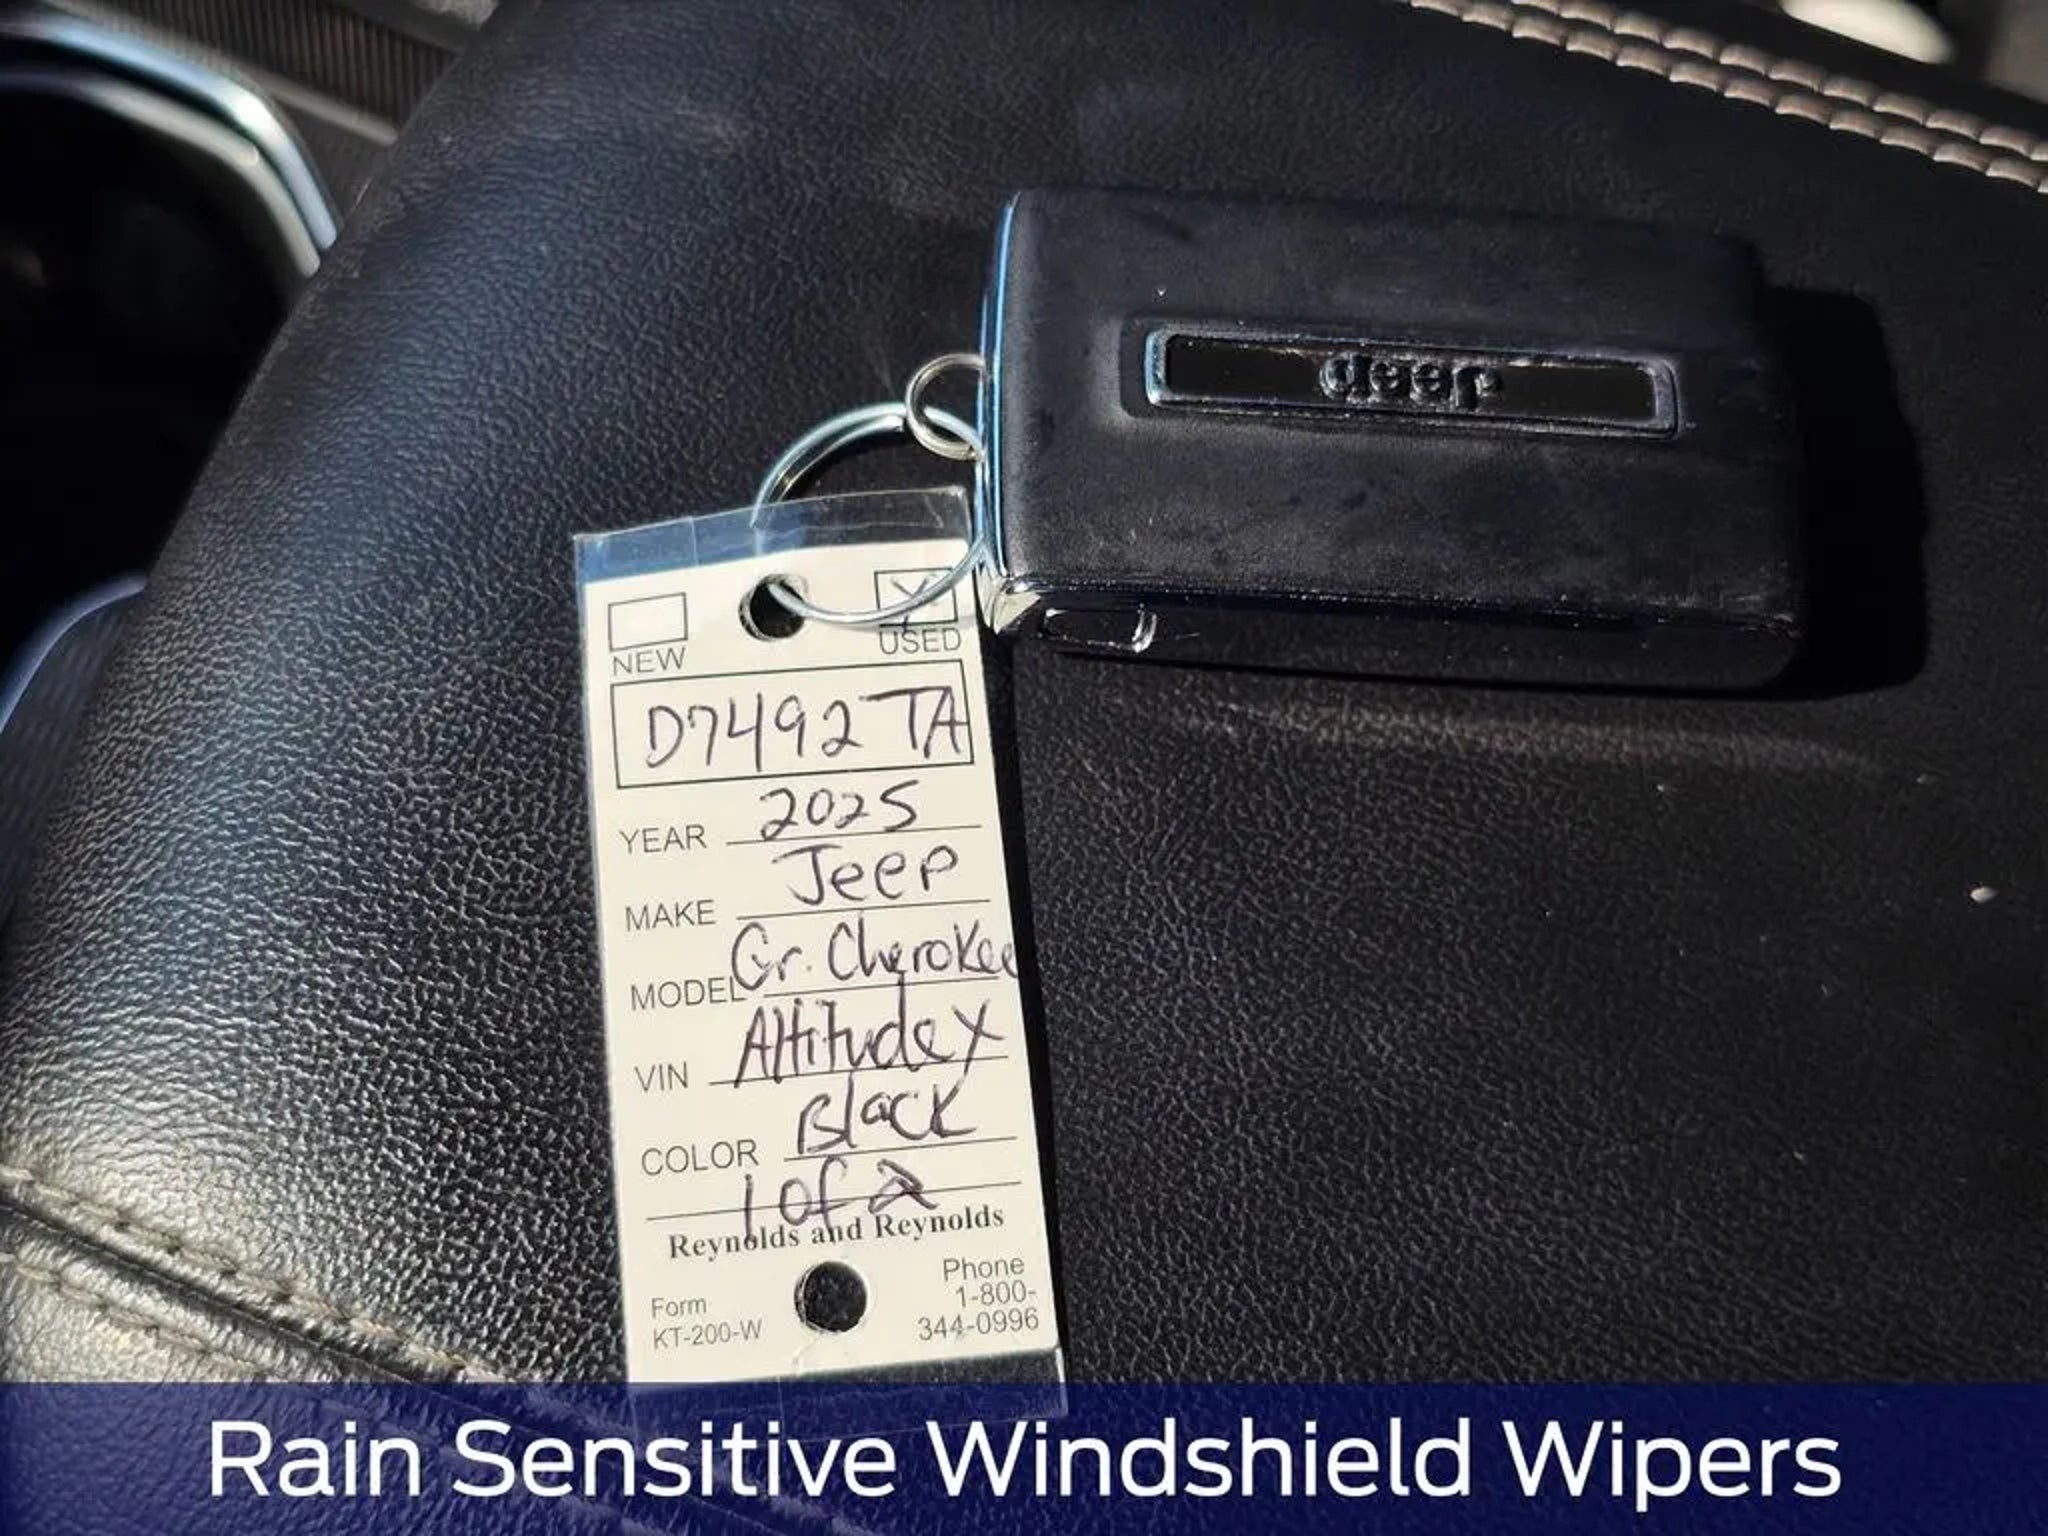 Jeep
X
NEW USED
D7492TA
YEAR 2025
MAKE Jeep
MODEL Gr. Cherokee
VIN Altitude X
COLOR Black
1 of 2
Reynolds and Reynolds
Form
KT-200-W
Phone
1-800-
344-0996
Rain Sensitive Windshield Wipers